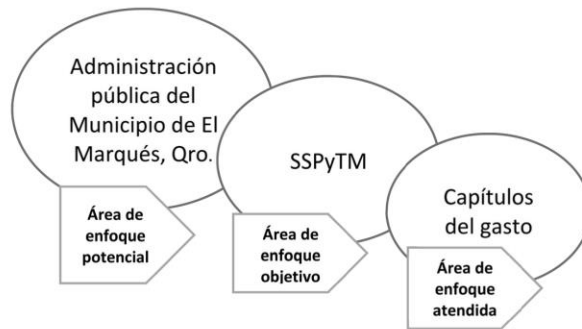 Administración
pública del
Municipio de El
Marqués, Qro.
Área de
enfoque
potencial
SSPyTM
Área de
enfoque
objetivo
Capítulos
del gasto
Área de
enfoque
atendida